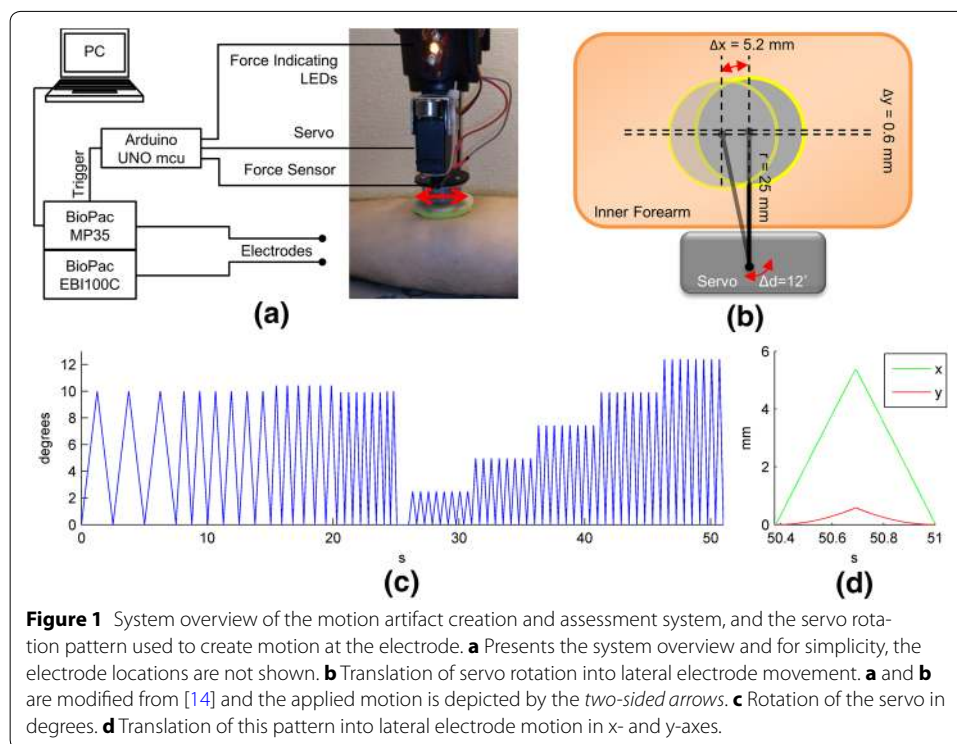 PC
Force Indicating
LEDs
Arduino
UNO mcu
Servo
Force Sensor
Trigger
BioPac
MP35
BioPac
EBI100C
Electrodes
(a)
Δx = 5.2 mm
Δy = 0.6 mm
r = 25 mm
Inner Forearm
Servo
Δd=12´
(b)
degrees
12
10
8
6
4
2
0
0
10
20
30
40
50
s
(c)
mm
6
4
2
0
50.4
50.6
50.8
51
s
x
y
(d)
Figure 1 System overview of the motion artifact creation and assessment system, and the servo rota-
tion pattern used to create motion at the electrode. a Presents the system overview and for simplicity, the
electrode locations are not shown. b Translation of servo rotation into lateral electrode movement. a and b
are modified from [14] and the applied motion is depicted by the two-sided arrows. c Rotation of the servo in
degrees. d Translation of this pattern into lateral electrode motion in x- and y-axes.